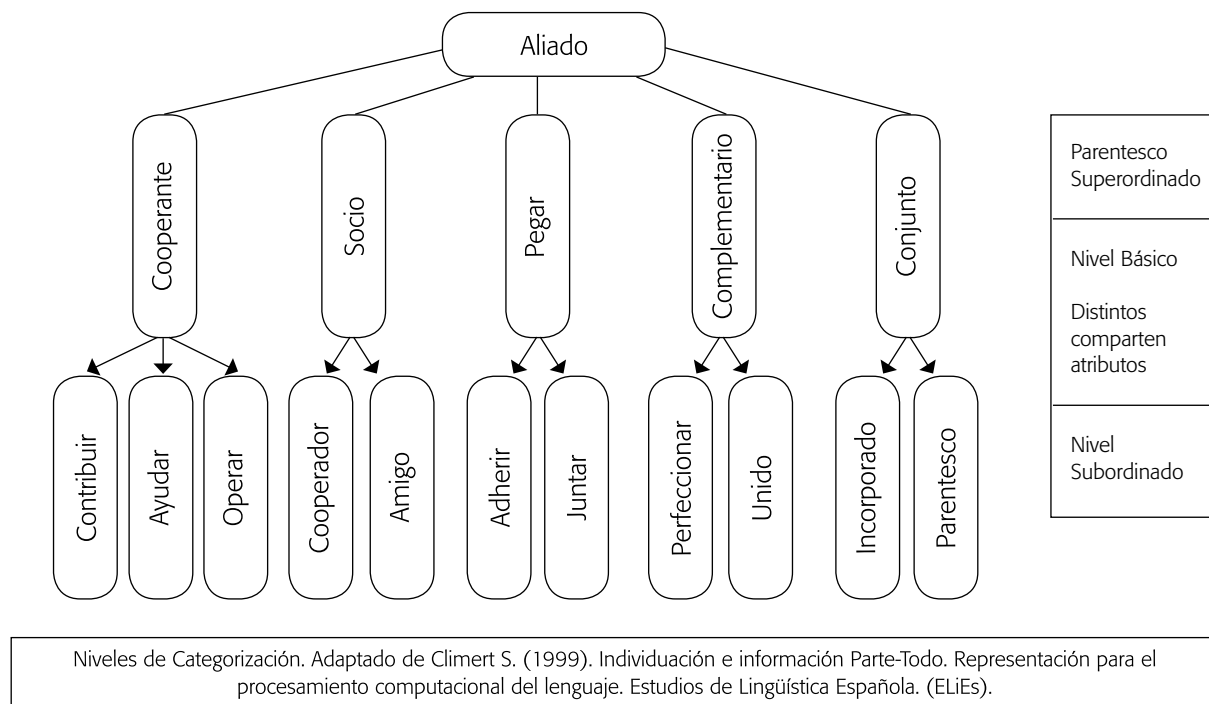 Aliado
Cooperante
Socio
Pegar
Complementario
Conjunto
Contribuir
Ayudar
Operar
Cooperador
Amigo
Adherir
Juntar
Perfeccionar
Unido
Incorporado
Parentesco
Parentesco
Superordinado
Nivel Básico
Distintos
comparten
atributos
Nivel
Subordinado
Niveles de Categorización. Adaptado de Climert S. (1999). Individuación e información Parte-Todo. Representación para el
procesamiento computacional del lenguaje. Estudios de Lingüística Española. (ELiEs).